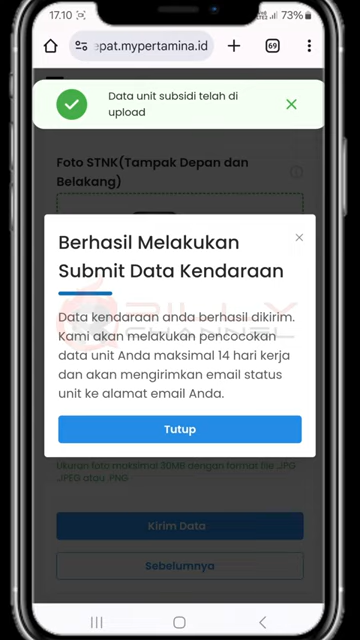 17.10
73%
epat.mypertamina.id
69
Data unit subsidi telah di
upload
Foto STNK(Tampak Depan dan
Belakang)
Berhasil Melakukan
Submit Data Kendaraan
Data kendaraan anda berhasil dikirim.
Kami akan melakukan pencocokan
data unit Anda maksimal 14 hari kerja
dan akan mengirimkan email status
unit ke alamat email Anda.
Tutup
Ukuran foto maksimal 30MB dengan format file .JPG
.JPEG atau .PNG
Kirim Data
Sebelumnya